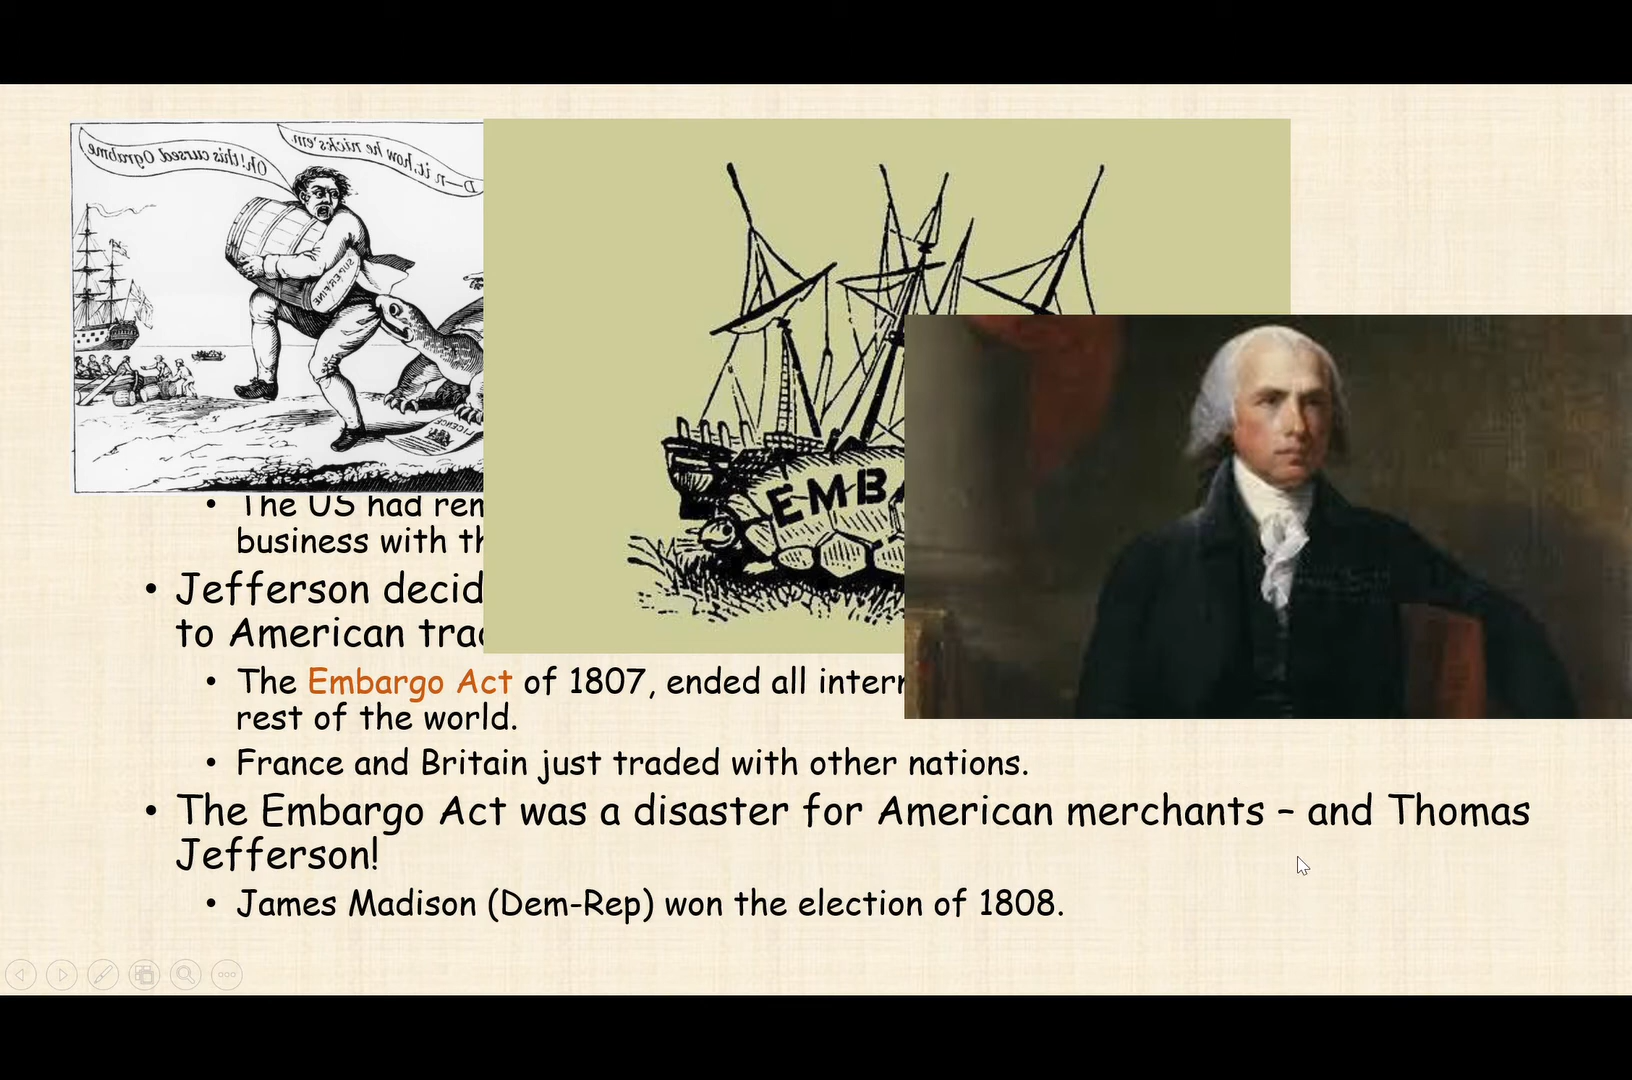 Oh! this cursed Ograbme
D—n it, how he nicks 'em.
SUPERFINE
LICENCE
EMB
• The US had ren
business with th
• Jefferson decid
to American trac
• The Embargo Act of 1807, ended all intern
rest of the world.
• France and Britain just traded with other nations.
• The Embargo Act was a disaster for American merchants – and Thomas
Jefferson!
• James Madison (Dem-Rep) won the election of 1808.